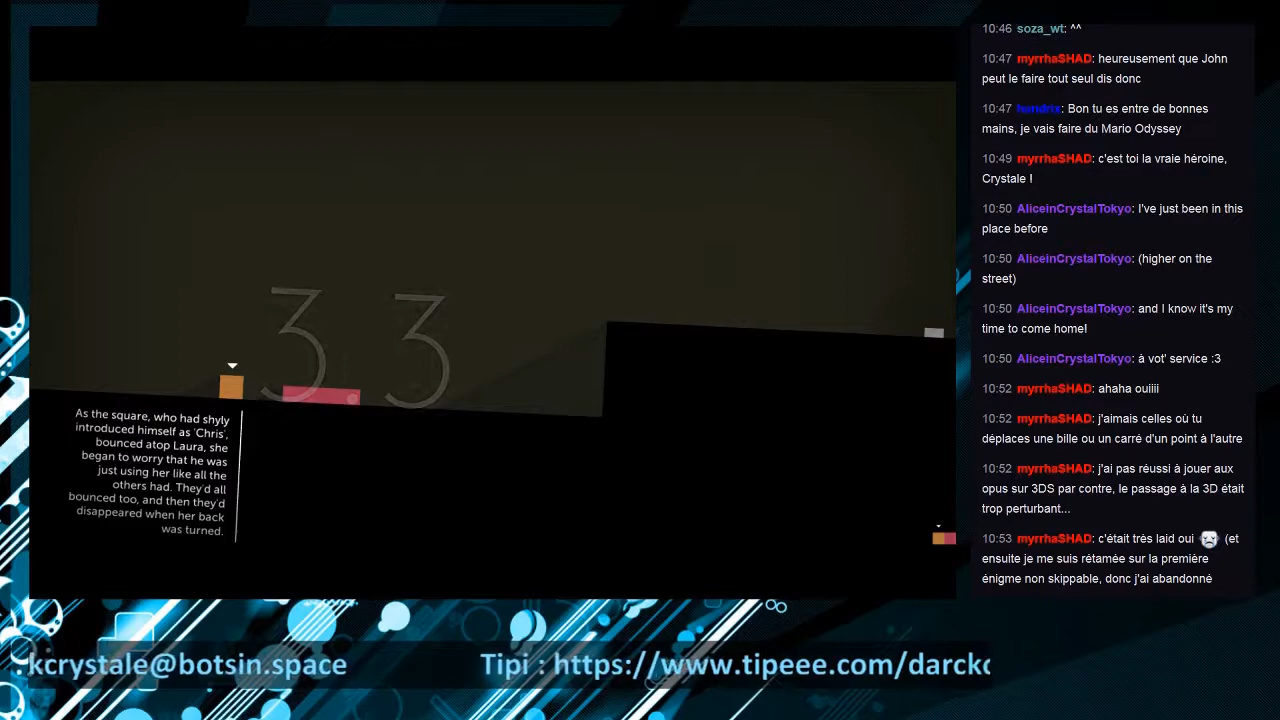 3.3
As the square, who had shyly
introduced himself as 'Chris',
bounced atop Laura, she
began to worry that he was
just using her like all the
others had. They'd all
bounced too, and then they'd
disappeared when her back
was turned.
10:46 soza_wt: ^^
10:47 myrrhaSHAD: heureusement que John
peut le faire tout seul dis donc
10:47 lemdrix: Bon tu es entre de bonnes
mains, je vais faire du Mario Odyssey
10:49 myrrhaSHAD: c'est toi la vraie héroine,
Crystale !
10:50 AliceinCrystalTokyo: I've just been in this
place before
10:50 AliceinCrystalTokyo: (higher on the
street)
10:50 AliceinCrystalTokyo: and I know it's my
time to come home!
10:50 AliceinCrystalTokyo: à vot' service :3
10:52 myrrhaSHAD: ahaha ouiiii
10:52 myrrhaSHAD: j'aimais celles où tu
déplaces une bille ou un carré d'un point à l'autre
10:52 myrrhaSHAD: j'ai pas réussi à jouer aux
opus sur 3DS par contre, le passage à la 3D était
trop perturbant...
10:53 myrrhaSHAD: c'était très laid oui (et
ensuite je me suis rétamée sur la première
énigme non skippable, donc j'ai abandonné
kcrystale@botsin.space Tipi : https://www.tipeee.com/darckc